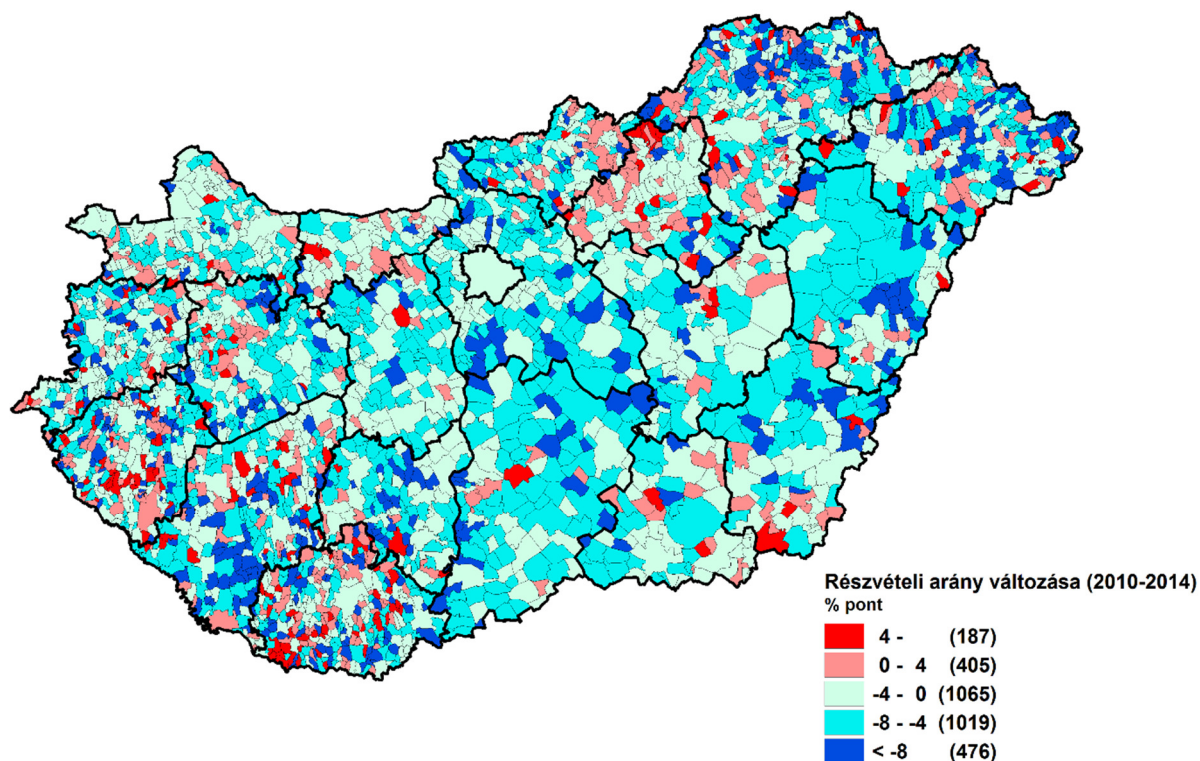 Részvételi arány változása (2010-2014)
% pont
4 - (187)
0 - 4 (405)
-4 - 0 (1065)
-8 - -4 (1019)
< -8 (476)